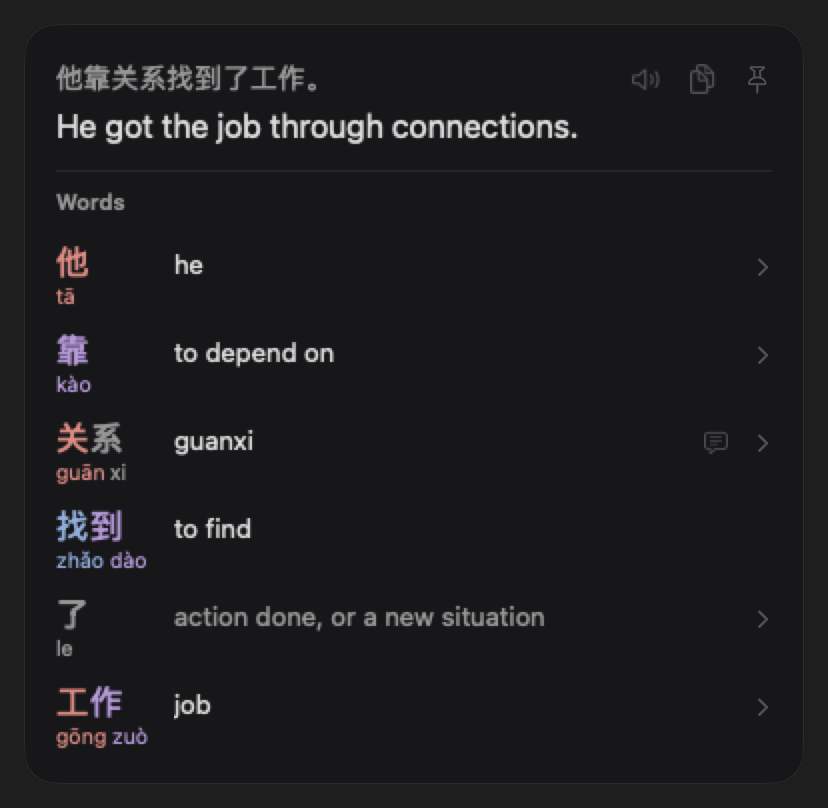 他靠关系找到了工作。
He got the job through connections.
Words
他 he
tā
靠 to depend on
kào
关系 guanxi
guān xi
找到 to find
zhǎo dào
了 action done, or a new situation
le
工作 job
gōng zuò